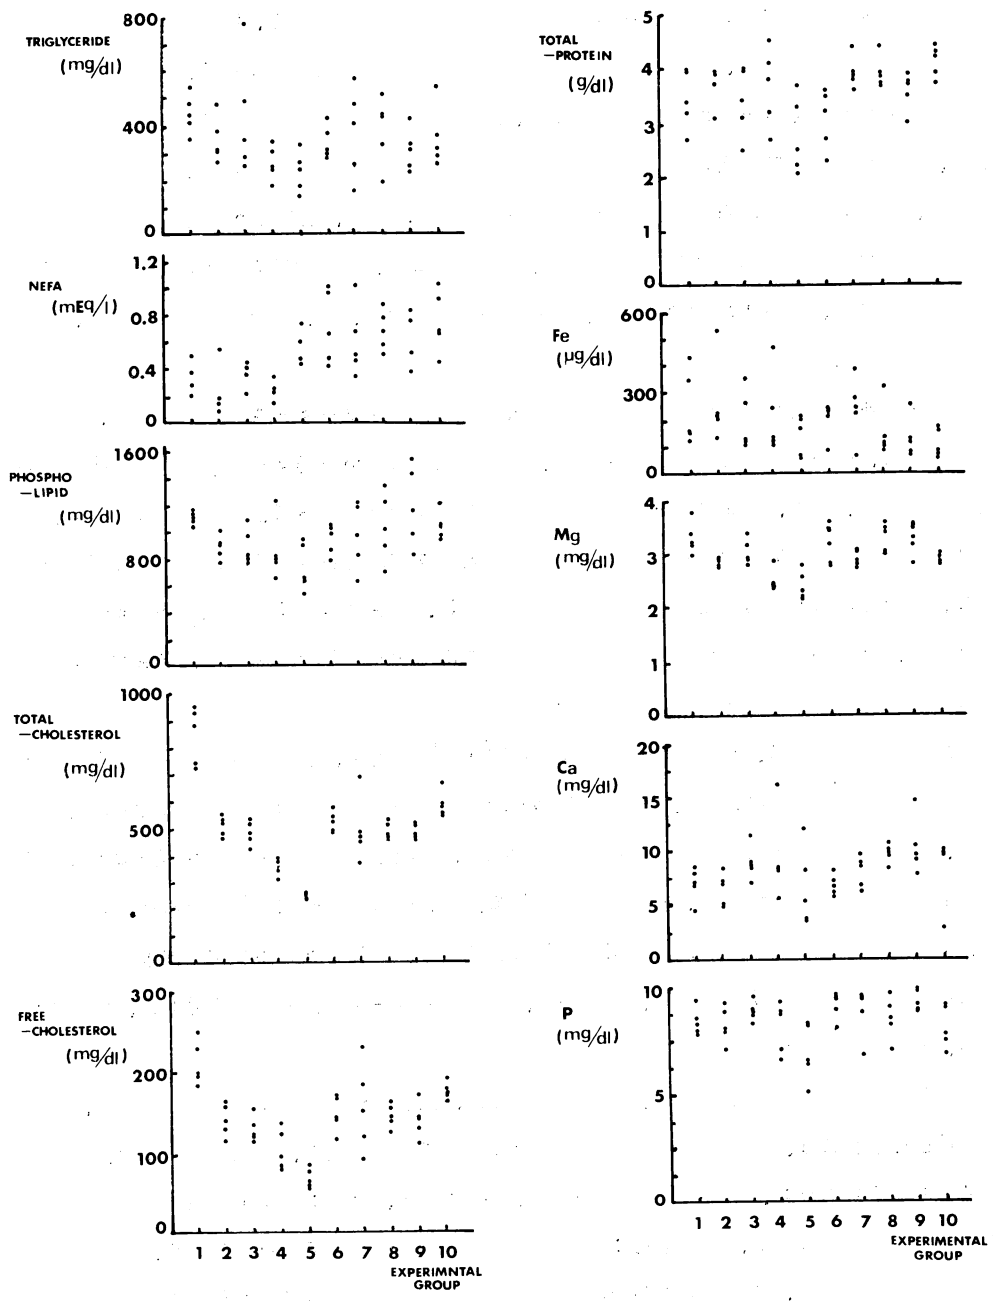 TRIGLYCERIDE
(mg/dl)
800
400
0
NEFA
(mEq/l)
1.2
0.8
0.4
0
PHOSPHO
-LIPID
(mg/dl)
1600
800
0
TOTAL
-CHOLESTEROL
(mg/dl)
1000
500
0
FREE
-CHOLESTEROL
(mg/dl)
300
200
100
0
1 2 3 4 5 6 7 8 9 10
EXPERIMNTAL
GROUP
TOTAL
-PROTEIN
(g/dl)
5
4
3
2
1
0
Fe
(μg/dl)
600
300
0
Mg
(mg/dl)
4
3
2
1
0
Ca
(mg/dl)
20
15
10
5
0
P
(mg/dl)
10
5
0
1 2 3 4 5 6 7 8 9 10
EXPERIMENTAL
GROUP